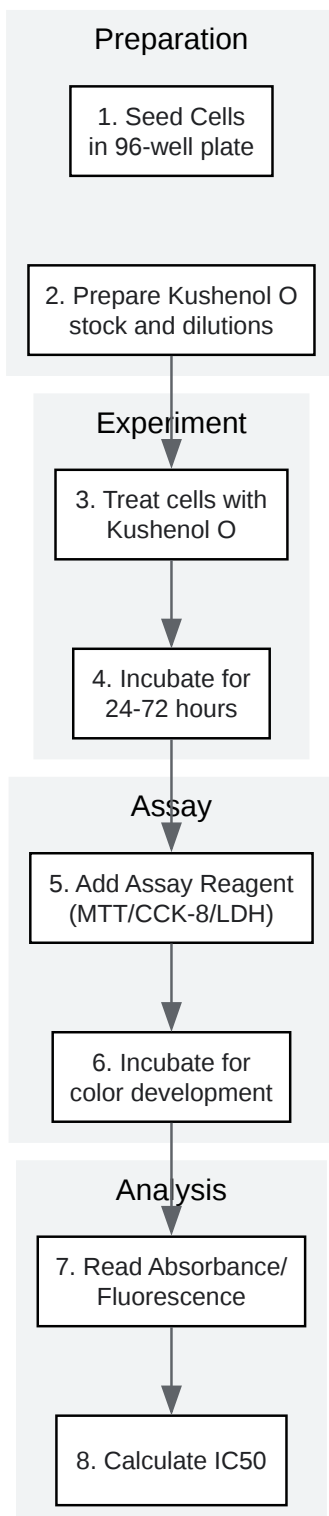 Preparation
1. Seed Cells
in 96-well plate
2. Prepare Kushenol O
stock and dilutions
Experiment
3. Treat cells with
Kushenol O
4. Incubate for
24-72 hours
Assay
5. Add Assay Reagent
(MTT/CCK-8/LDH)
6. Incubate for
color development
Analysis
7. Read Absorbance/
Fluorescence
8. Calculate IC50